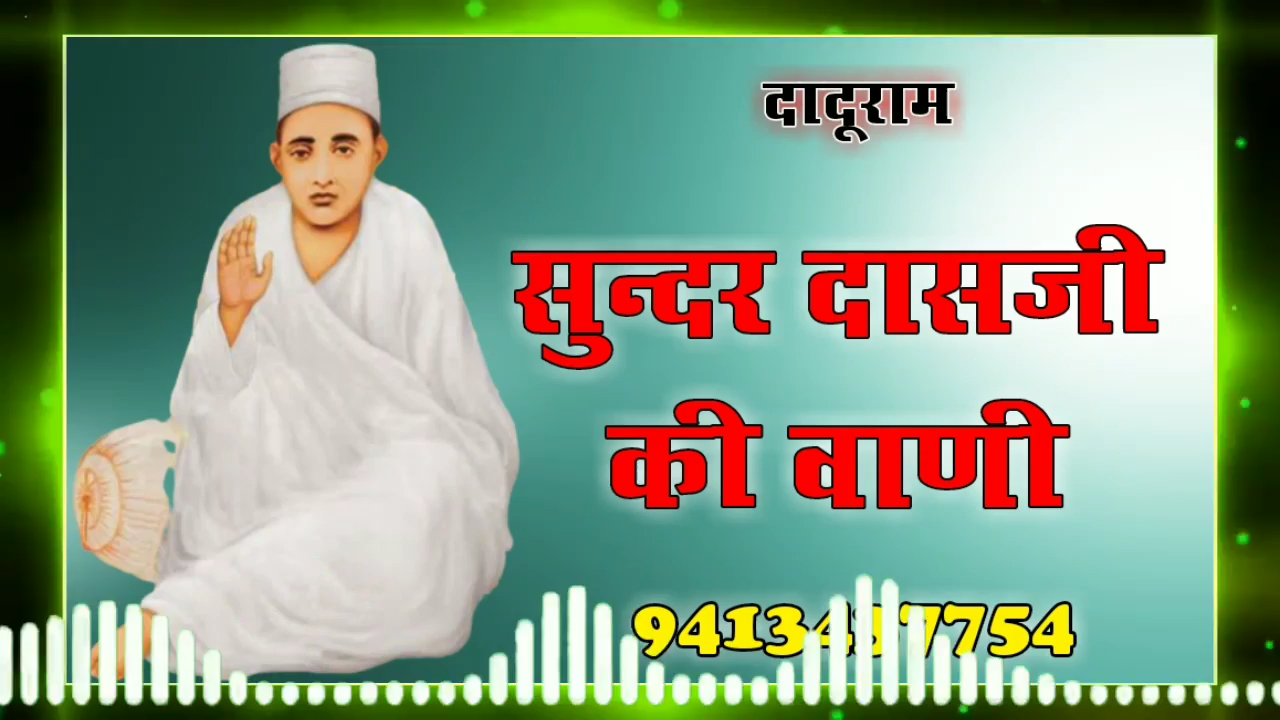 दादूराम
सुन्दर दासजी
की वाणी